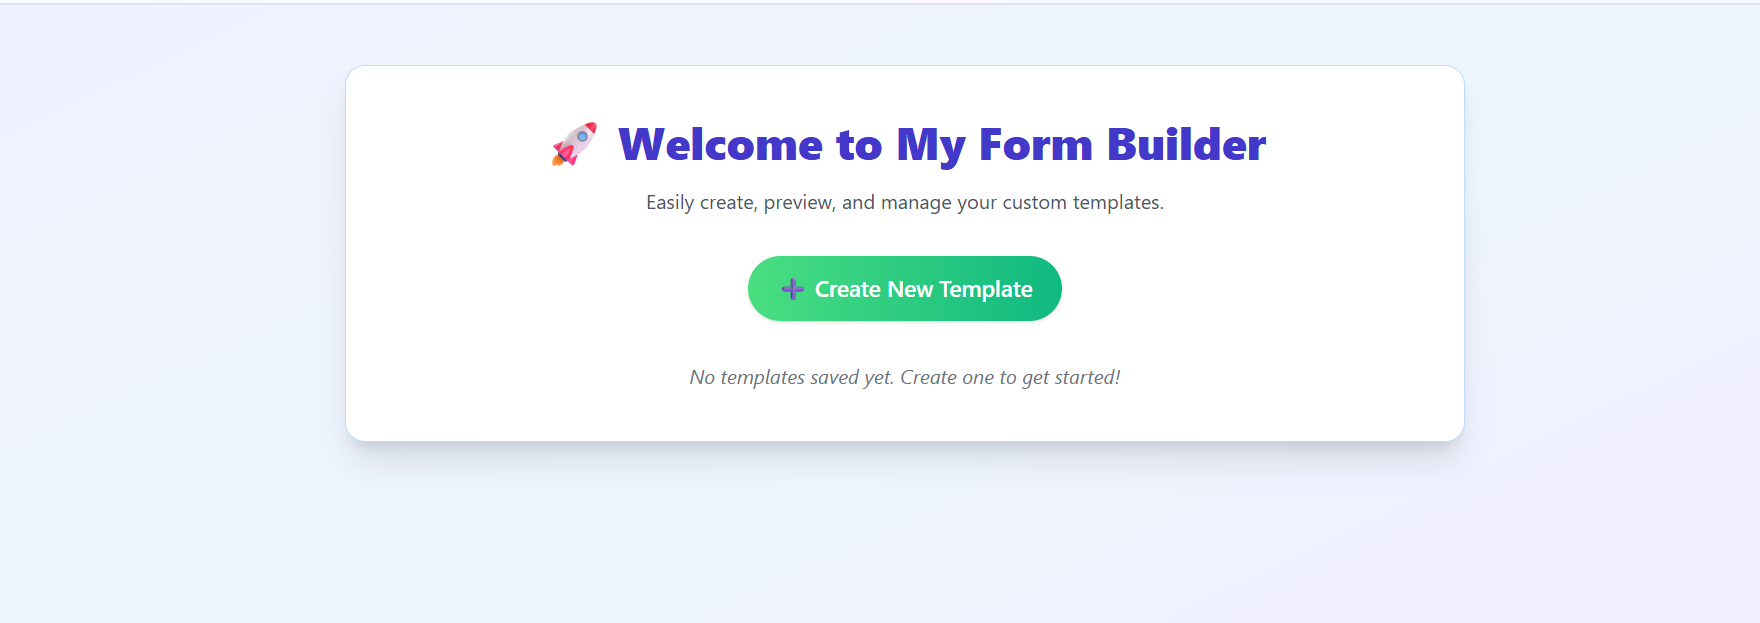 🚀 Welcome to My Form Builder
Easily create, preview, and manage your custom templates.
➕ Create New Template
No templates saved yet. Create one to get started!